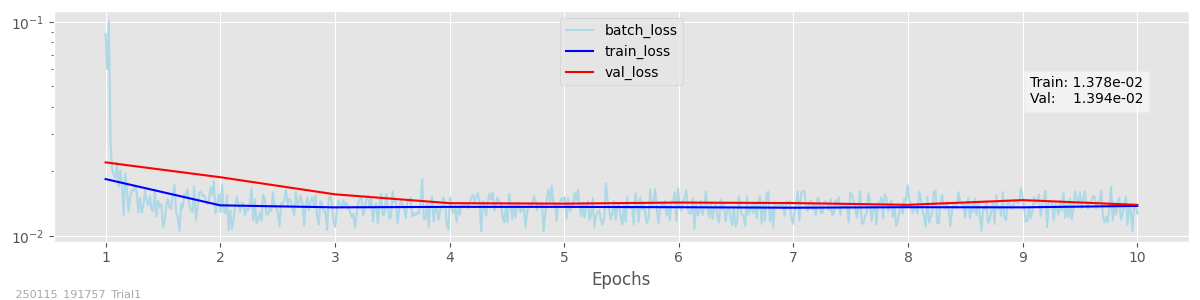 10⁻¹
10⁻²
batch_loss
train_loss
val_loss
Train: 1.378e-02
Val: 1.394e-02
1 2 3 4 5 6 7 8 9 10
Epochs
250115_191757_Trial1